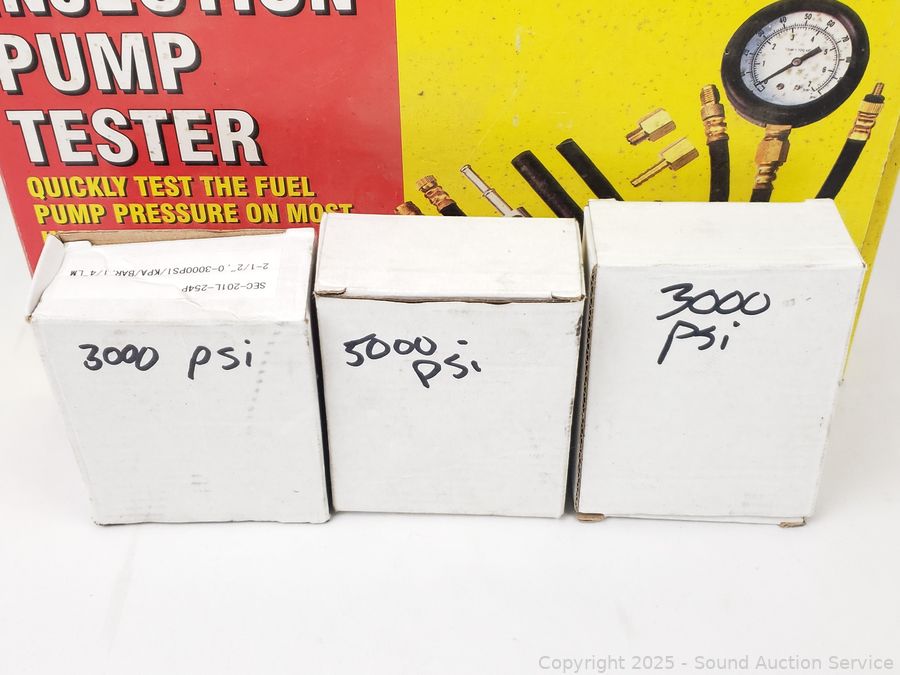 INJECTION
PUMP
TESTER
QUICKLY TEST THE FUEL
PUMP PRESSURE ON MOST
SEC-201L-254P
2-1/2", 0-3000PSI/KPA/BAR, 1/4"LM
3000 psi
5000
psi
3000
psi
Copyright © 2025 - Sound Auction Service